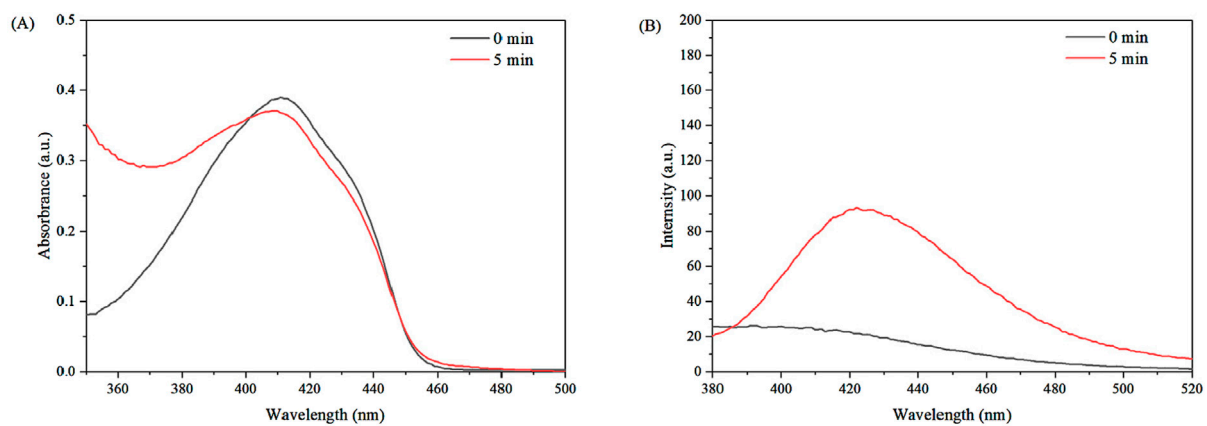 (A)
0.5
0 min
5 min
0.4
0.3
0.2
0.1
0.0
Absorbrance (a.u.)
360 380 400 420 440 460 480 500
Wavelength (nm)
(B)
200
0 min
5 min
180
160
140
120
100
80
60
40
20
0
Internsity (a.u.)
380 400 420 440 460 480 500 520
Wavelength (nm)